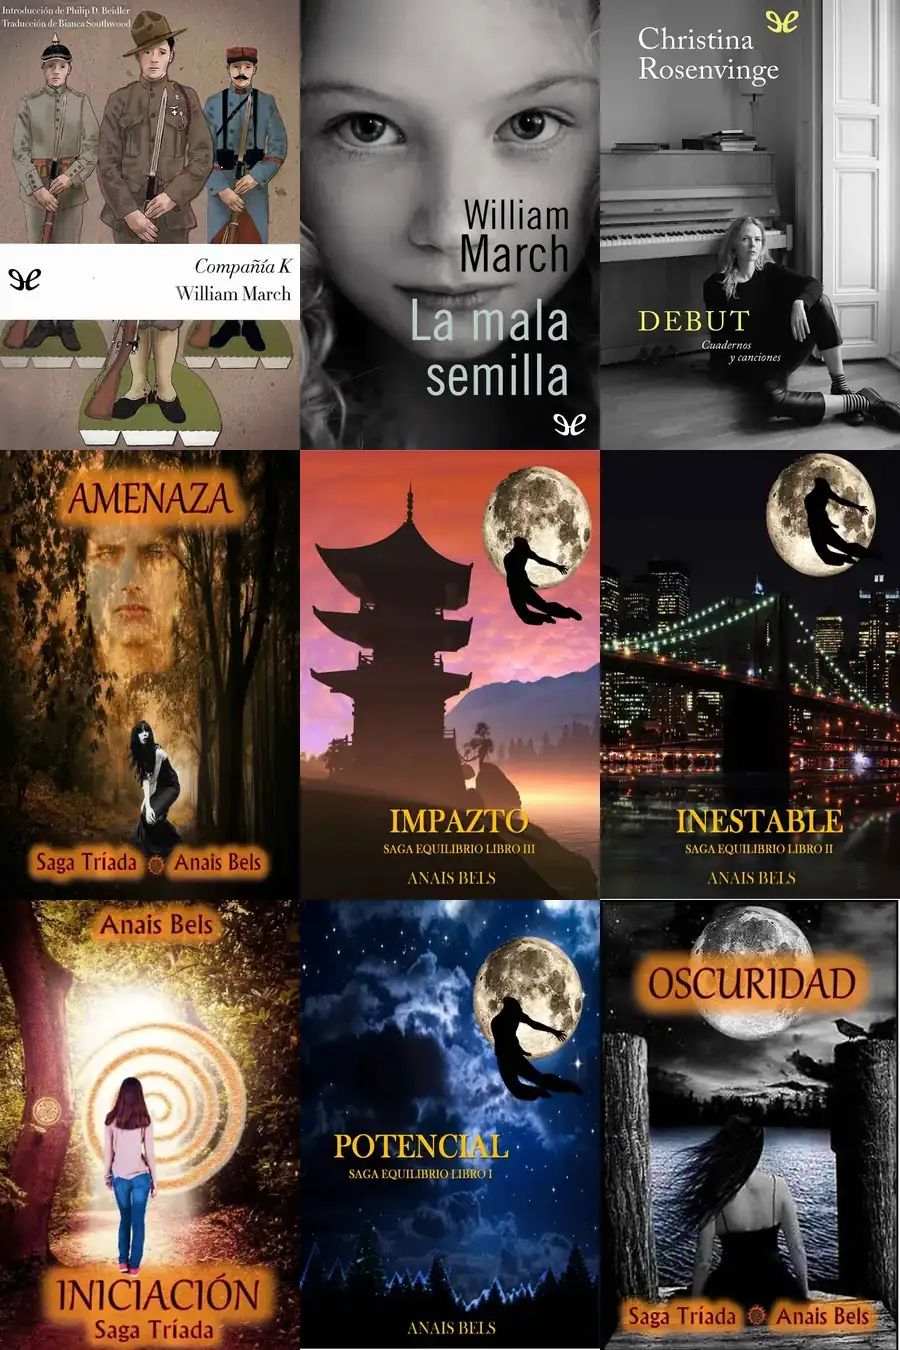 Introducción de Philip D. Beidler
Traducción de Bianca Southwood
Compañía K
William March
William
March
La mala
semilla
Christina
Rosenvinge
DEBUT
Cuadernos
y canciones
AMENAZA
Saga Tríada Anais Bels
IMPAZTO
SAGA EQUILIBRIO LIBRO III
ANAIS BELS
INESTABLE
SAGA EQUILIBRIO LIBRO II
ANAIS BELS
Anais Bels
INICIACIÓN
Saga Tríada
POTENCIAL
SAGA EQUILIBRIO LIBRO I
ANAIS BELS
OSCURIDAD
Saga Tríada Anais Bels